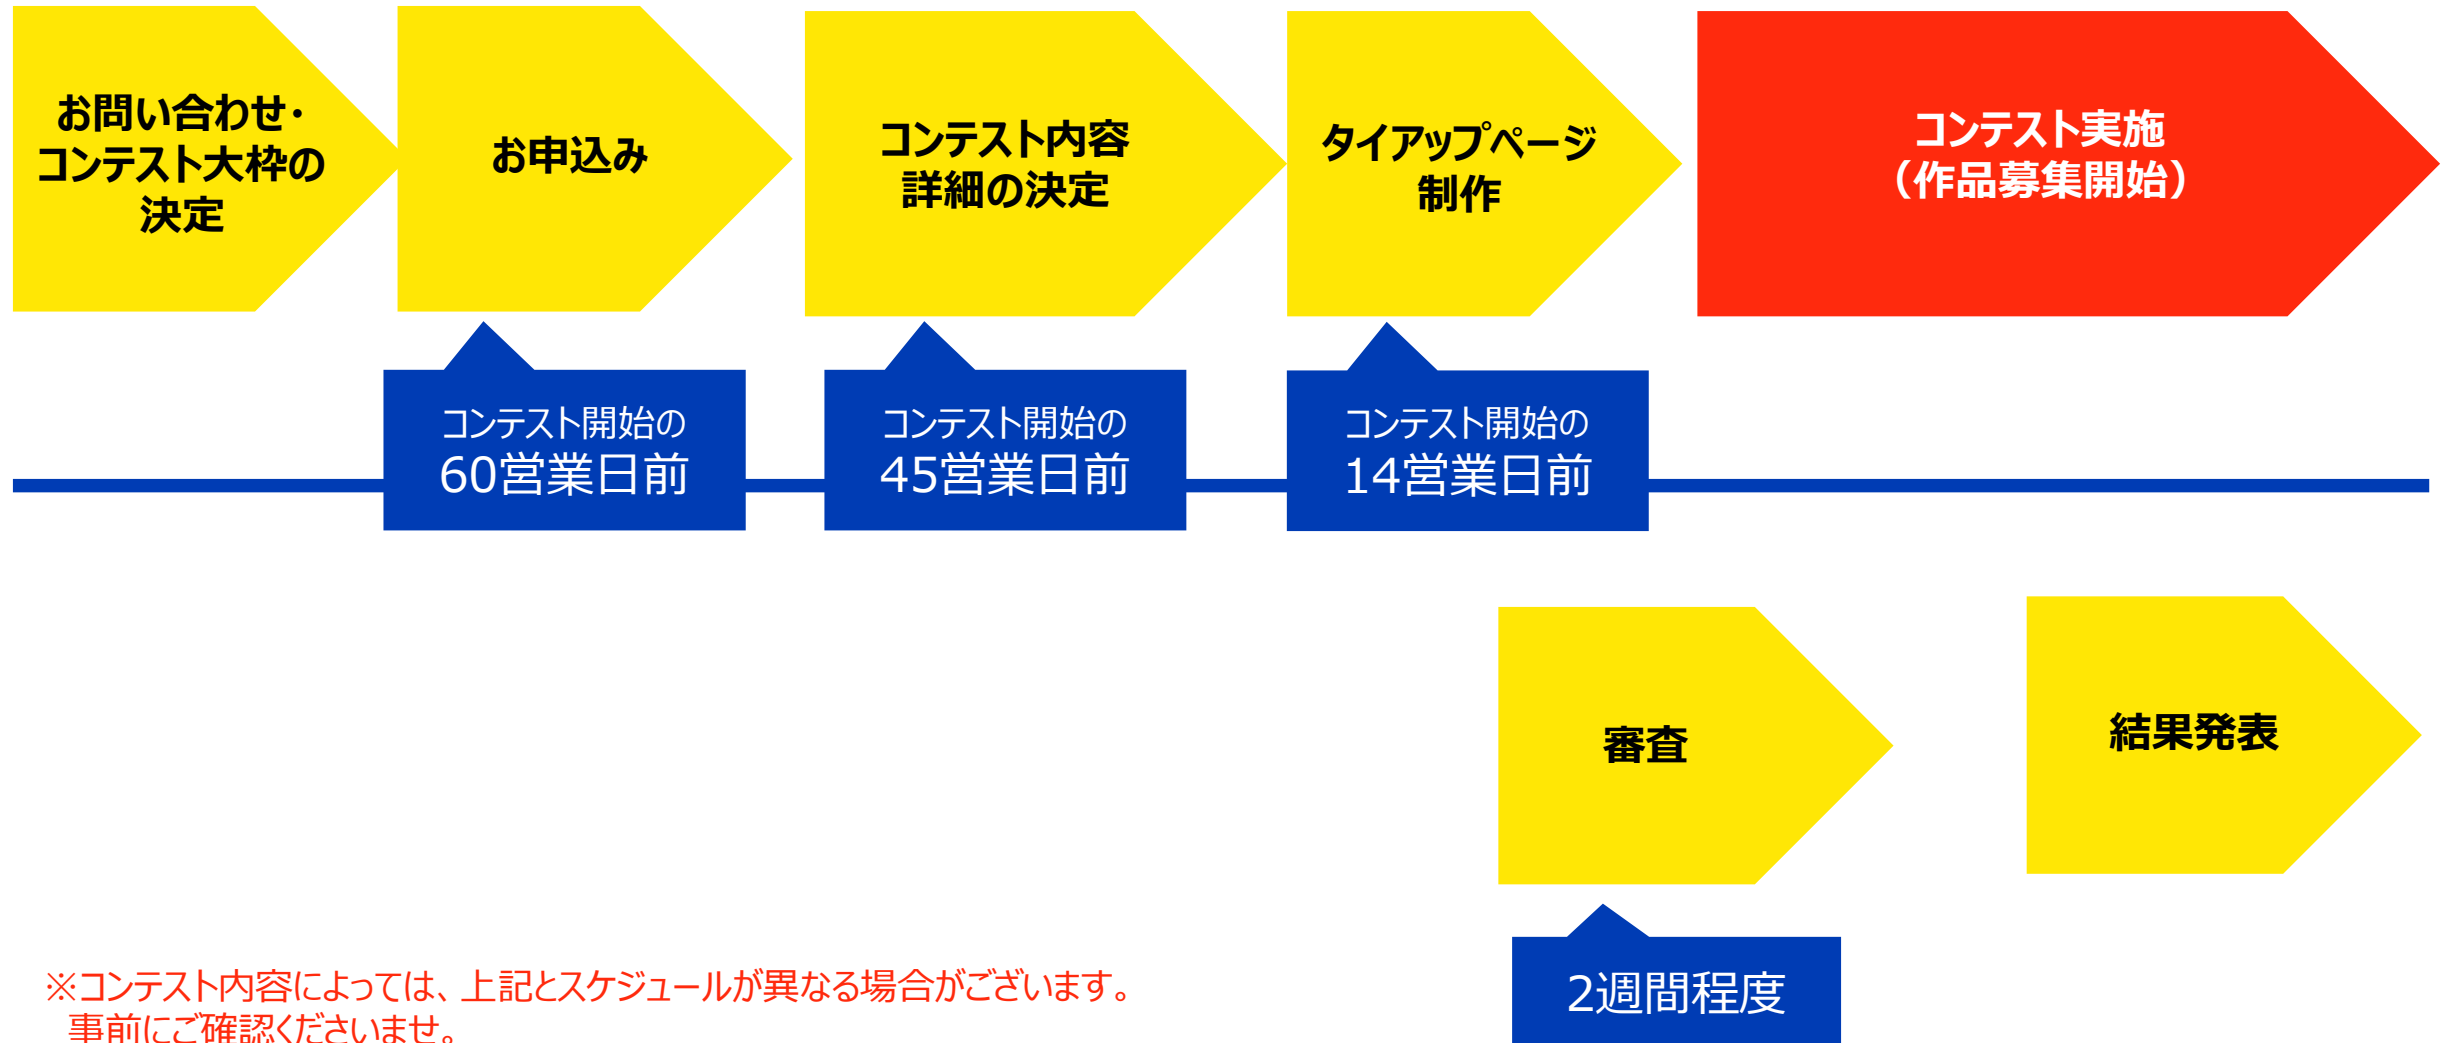 お問い合わせ・
コンテスト大枠の
決定
お申込み
コンテスト内容
詳細の決定
タイアップページ
制作
コンテスト実施
（作品募集開始）
コンテスト開始の
60営業日前
コンテスト開始の
45営業日前
コンテスト開始の
14営業日前
審査
結果発表
2週間程度
※コンテスト内容によっては、上記とスケジュールが異なる場合がございます。
事前にご確認くださいませ。